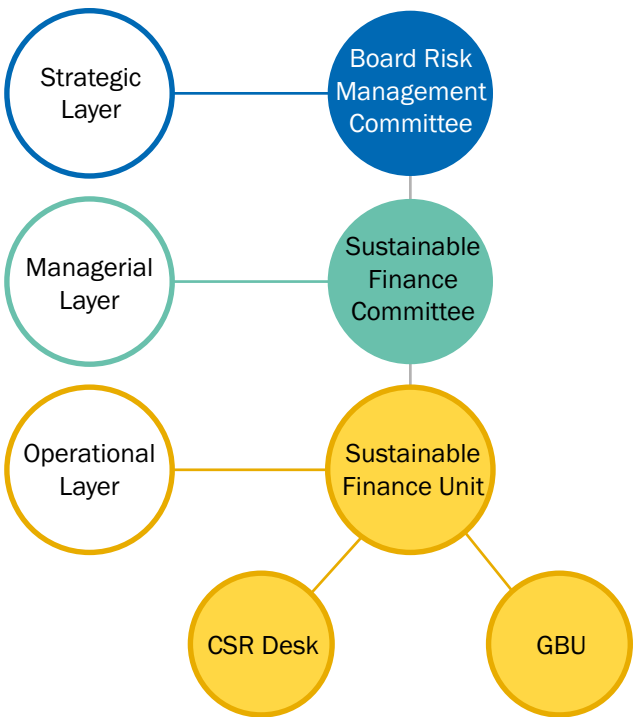 Strategic
Layer
Board Risk
Management
Committee
Managerial
Layer
Sustainable
Finance
Committee
Operational
Layer
Sustainable
Finance Unit
CSR Desk
GBU